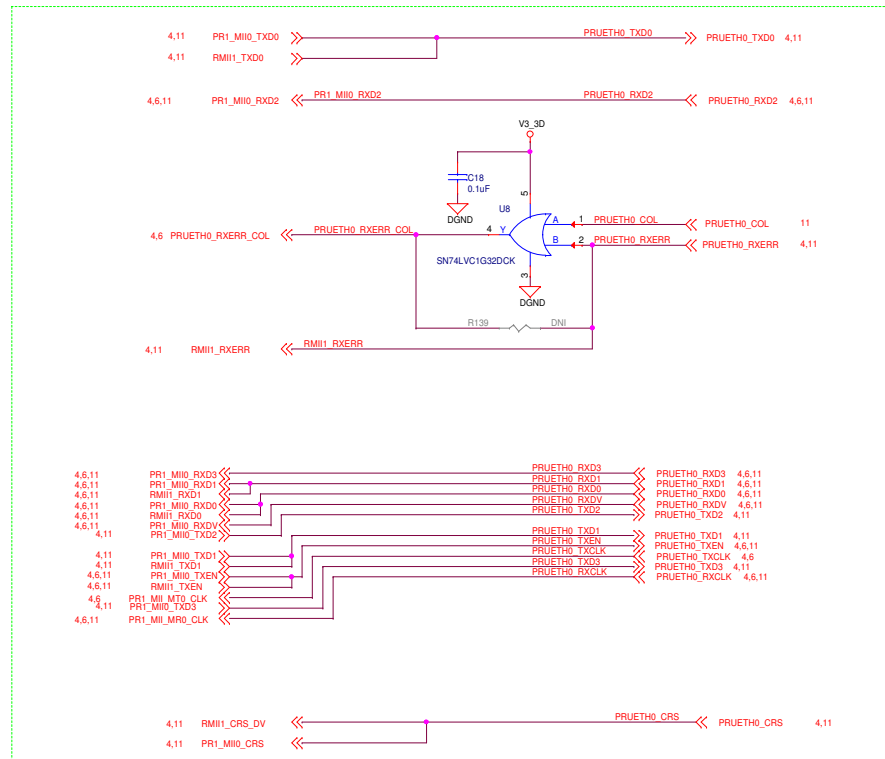 4,11 PR1_MII0_TXD0 PRUETH0_TXD0 PRUETH0_TXD0 4,11
4,11 RMII1_TXD0
4,6,11 PR1_MII0_RXD2 PR1_MII0_RXD2 PRUETH0_RXD2 PRUETH0_RXD2 4,6,11
V3_3D
C18
0.1uF
5
DGND
U8
4,6 PRUETH0_RXERR_COL PRUETH0_RXERR_COL 4 Y A 1 PRUETH0_COL PRUETH0_COL 11
B 2 PRUETH0_RXERR PRUETH0_RXERR 4,11
SN74LVC1G32DCK
3
DGND
R139 DNI
4,11 RMII1_RXERR RMII1_RXERR
4,6,11 PR1_MII0_RXD3 PRUETH0_RXD3 PRUETH0_RXD3 4,6,11
4,6,11 PR1_MII0_RXD1 PRUETH0_RXD1 PRUETH0_RXD1 4,6,11
4,6,11 RMII1_RXD1 PRUETH0_RXD0 PRUETH0_RXD0 4,6,11
4,6,11 PR1_MII0_RXD0 PRUETH0_RXDV PRUETH0_RXDV 4,6,11
4,6,11 RMII1_RXD0 PRUETH0_TXD2 PRUETH0_TXD2 4,11
4,6,11 PR1_MII0_RXDV
4,11 PR1_MII0_TXD2 PRUETH0_TXD1 PRUETH0_TXD1 4,11
PRUETH0_TXEN PRUETH0_TXEN 4,6,11
4,11 PR1_MII0_TXD1 PRUETH0_TXCLK PRUETH0_TXCLK 4,6
4,11 RMII1_TXD1 PRUETH0_TXD3 PRUETH0_TXD3 4,11
4,6,11 PR1_MII0_TXEN PRUETH0_RXCLK PRUETH0_RXCLK 4,6,11
4,6,11 RMII1_TXEN
4,6 PR1_MII_MT0_CLK
4,11 PR1_MII0_TXD3
4,6,11 PR1_MII_MR0_CLK
4,11 RMII1_CRS_DV PRUETH0_CRS PRUETH0_CRS 4,11
4,11 PR1_MII0_CRS